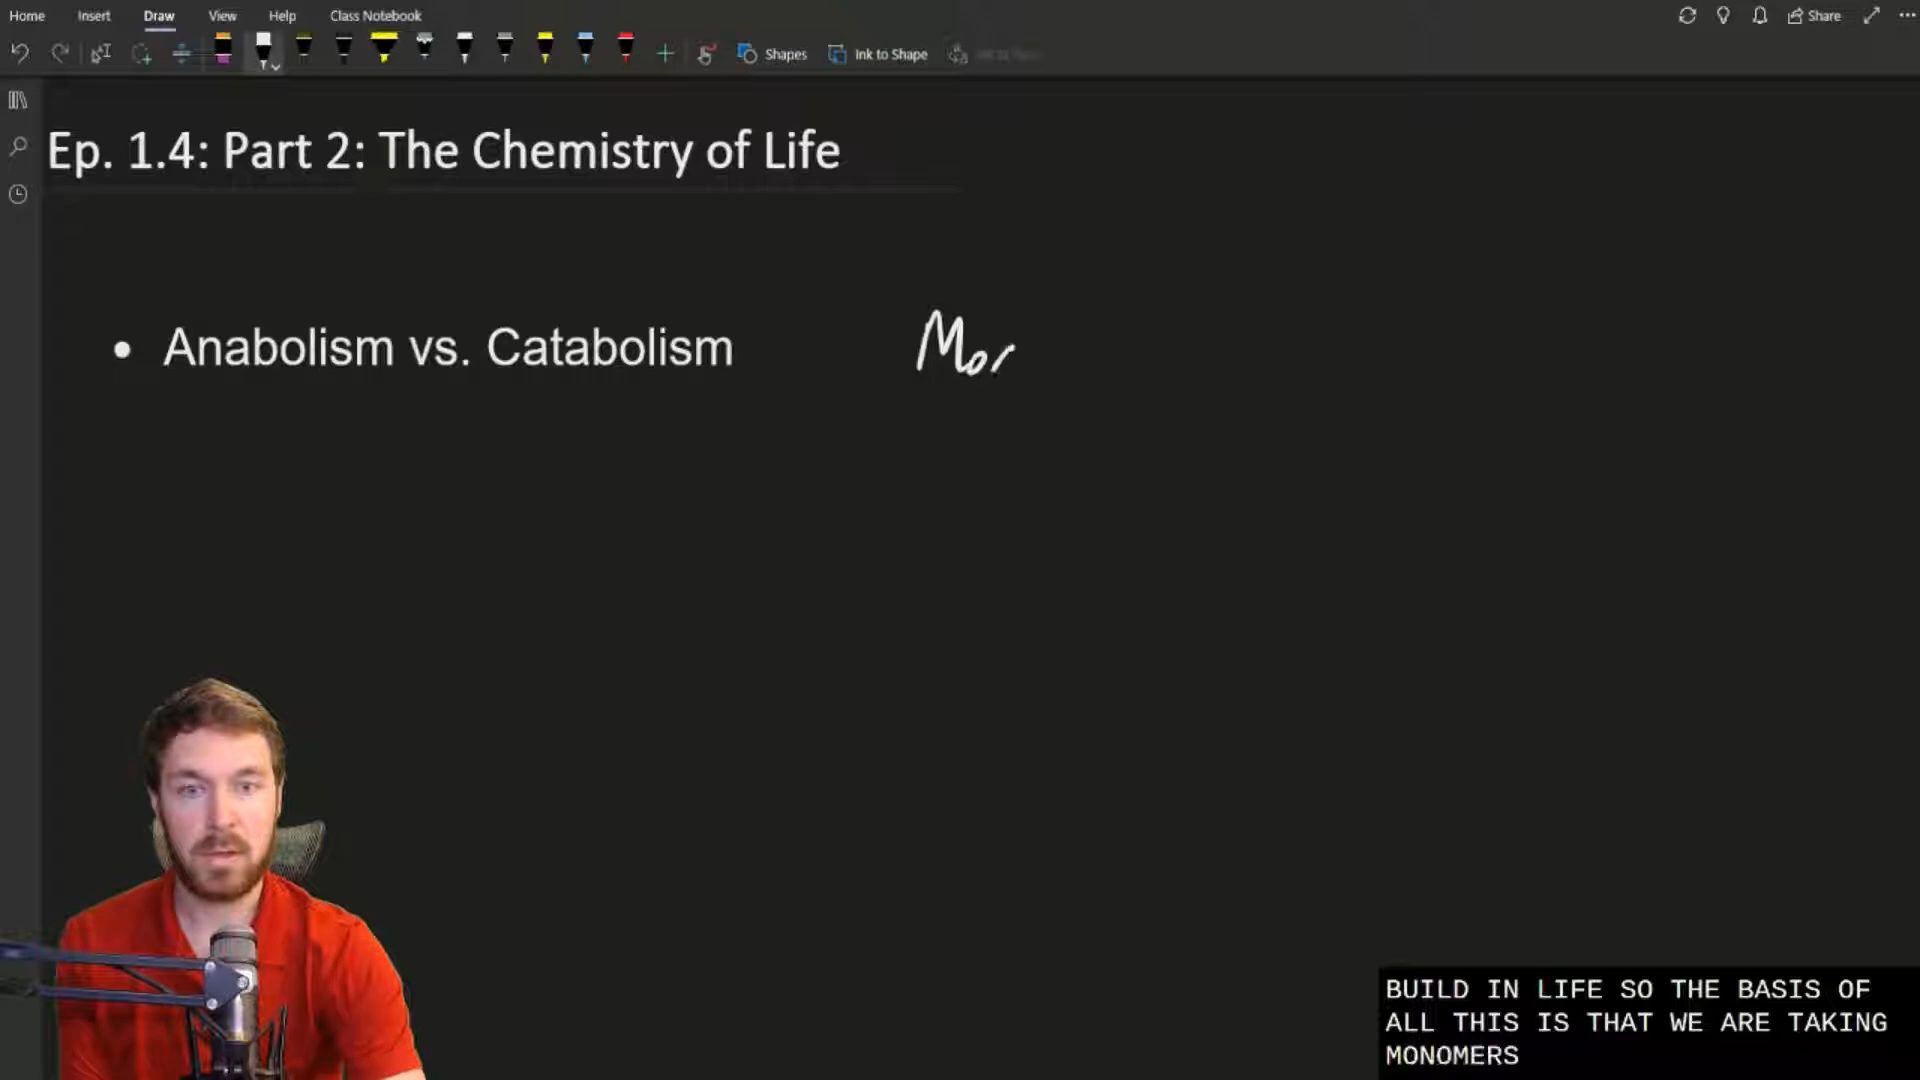 Home Insert Draw View Help Class Notebook Share
Shapes Ink to Shape
Ep. 1.4: Part 2: The Chemistry of Life
• Anabolism vs. Catabolism
BUILD IN LIFE SO THE BASIS OF
ALL THIS IS THAT WE ARE TAKING
MONOMERS